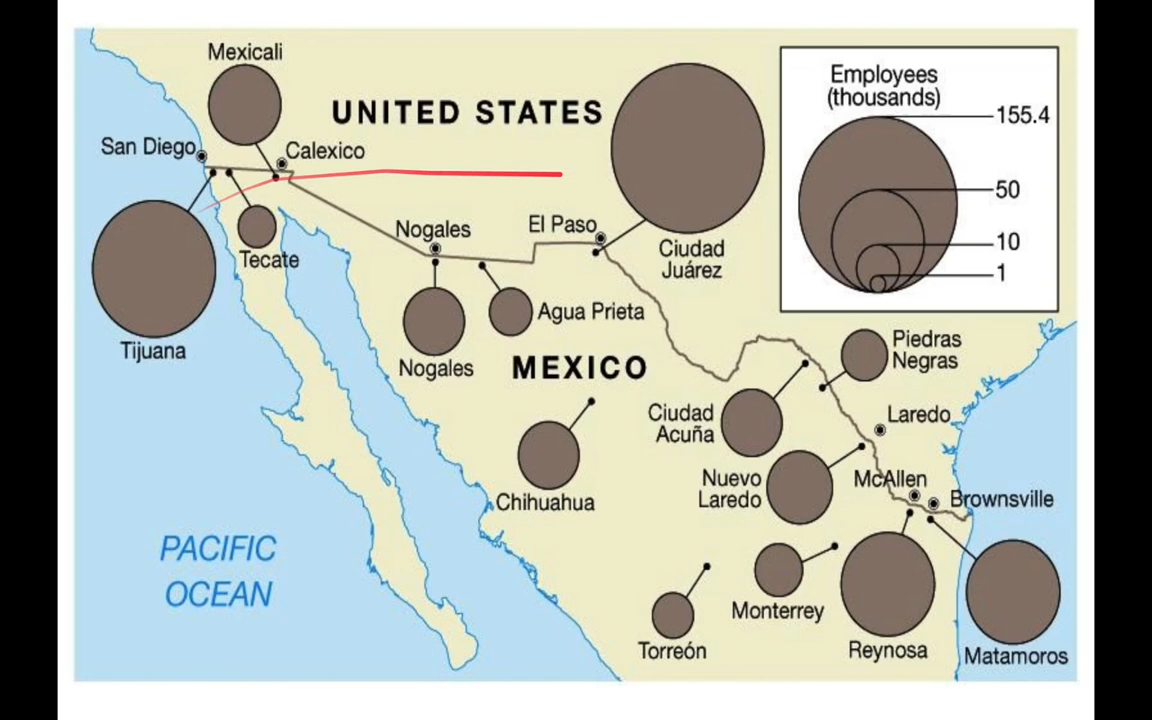 Mexicali
UNITED STATES
San Diego
Calexico
Tecate
Tijuana
Nogales
Nogales
Agua Prieta
El Paso
Ciudad
Juárez
Employees
(thousands)
155.4
50
10
1
MEXICO
Chihuahua
Piedras
Negras
Ciudad
Acuña
Laredo
Nuevo
Laredo
McAllen
Brownsville
Monterrey
Torreón
Reynosa
Matamoros
PACIFIC
OCEAN